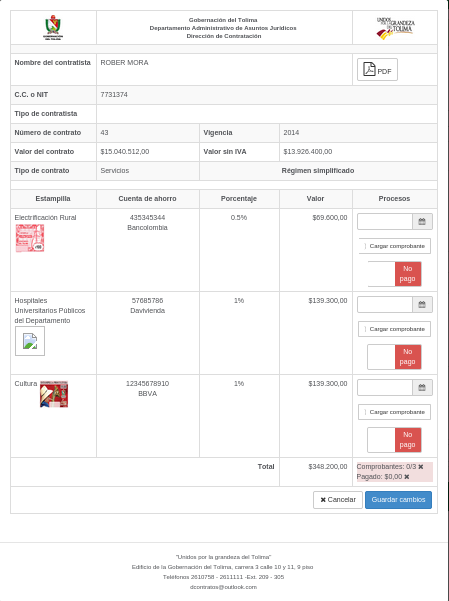 Gobernación del Tolima
Departamento Administrativo de Asuntos Jurídicos
Dirección de Contratación
UNIDOS POR LA GRANDEZA DEL TOLIMA
Nombre del contratista ROBER MORA PDF
C.C. o NIT 7731374
Tipo de contratista
Número de contrato 43 Vigencia 2014
Valor del contrato $15.040.512,00 Valor sin IVA $13.926.400,00
Tipo de contrato Servicios Régimen simplificado
Estampilla Cuenta de ahorro Porcentaje Valor Procesos
Electrificación Rural 435345344 0.5% $69.600,00
Bancolombia
Cargar comprobante
No
pago
Hospitales 57685786 1% $139.300,00
Universitarios Públicos Davivienda
del Departamento
Cargar comprobante
No
pago
Cultura 12345678910 1% $139.300,00
BBVA
Cargar comprobante
No
pago
Total $348.200,00 Comprobantes: 0/3 ✖
Pagado: $0,00 ✖
✖ Cancelar Guardar cambios
"Unidos por la grandeza del Tolima"
Edificio de la Gobernación del Tolima, carrera 3 calle 10 y 11, 9 piso
Teléfonos 2610758 - 2611111 -Ext. 209 - 305
dcontratos@outlook.com